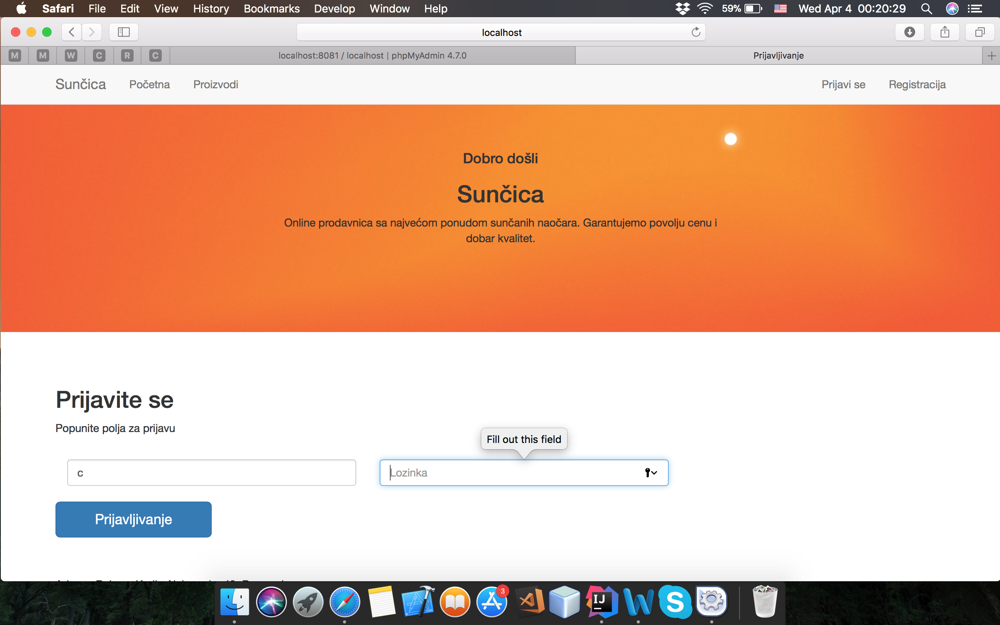 Safari File Edit View History Bookmarks Develop Window Help 59% Wed Apr 4 00:20:29
localhost
M M W C R C localhost:8081 / localhost | phpMyAdmin 4.7.0 Prijavljivanje
Sunčica Početna Proizvodi Prijavi se Registracija
Dobro došli
Sunčica
Online prodavnica sa najvećom ponudom sunčanih naočara. Garantujemo povolju cenu i
dobar kvalitet.
Prijavite se
Popunite polja za prijavu
Fill out this field
c Lozinka
Prijavljivanje
3
IJ
W S